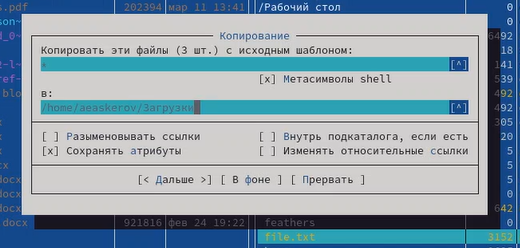 s.pdf 202394 мар 11 13:41 /Рабочий стол
Копирование
Копировать эти файлы (3 шт.) с исходным шаблоном:
* [^]
[x] Метасимволы shell
в:
/home/aeaskerov/Загрузки [^]
[ ] Разыменовывать ссылки [ ] Внутрь подкаталога, если есть
[x] Сохранять атрибуты [ ] Изменять относительные ссылки
[< Дальше >] [ В фоне ] [ Прервать ]
.docx 921816 фев 24 19:22 feathers
file.txt 3152